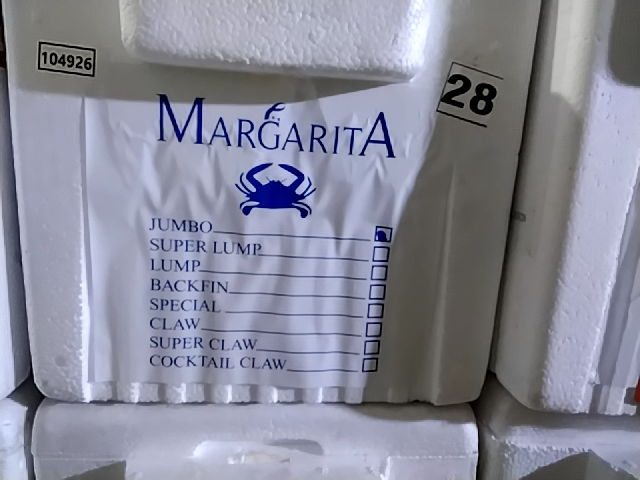 104926
28
MARGARITA
JUMBO
SUPER LUMP
LUMP
BACKFIN
SPECIAL
CLAW
SUPER CLAW
COCKTAIL CLAW